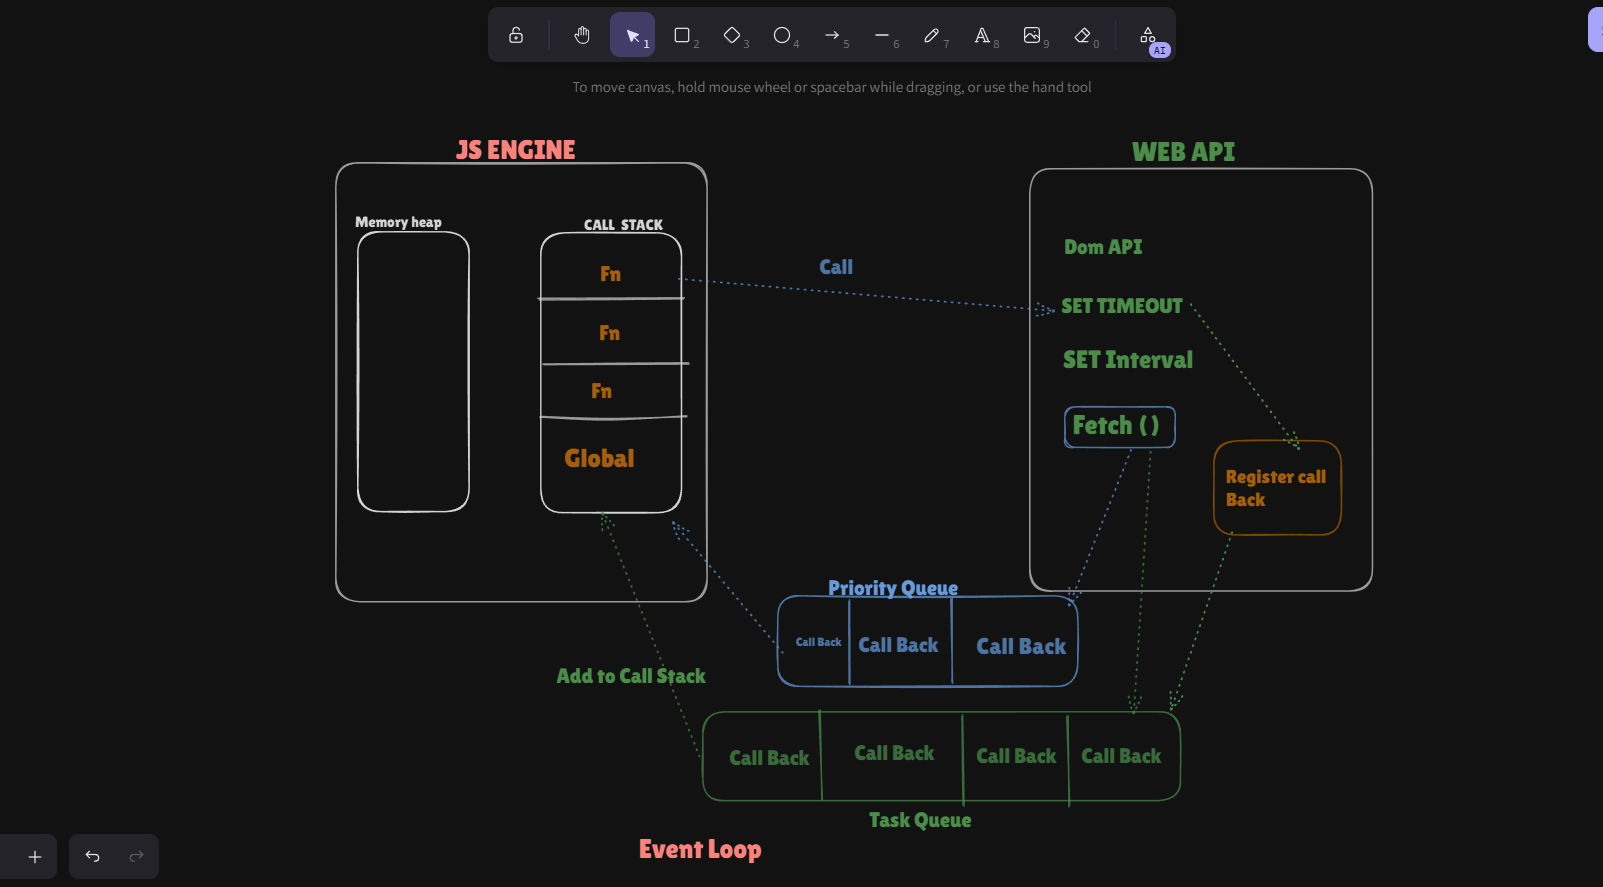 1
2
3
4
5
6
7
8
9
0
AI
To move canvas, hold mouse wheel or spacebar while dragging, or use the hand tool
JS ENGINE
WEB API
Memory heap
CALL STACK
Fn
Fn
Fn
Global
Call
Dom API
SET TIMEOUT
SET Interval
Fetch ( )
Register call
Back
Priority Queue
Call Back
Call Back
Call Back
Add to Call Stack
Call Back
Call Back
Call Back
Call Back
Task Queue
Event Loop